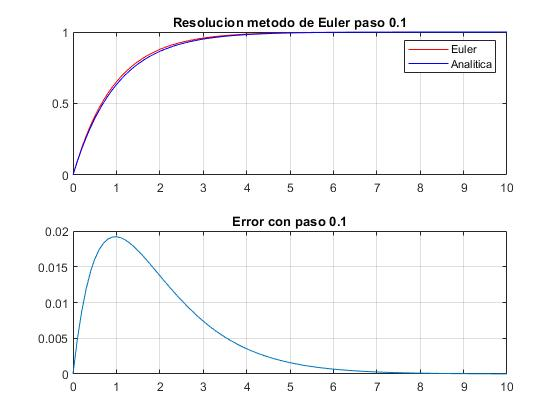 Resolucion metodo de Euler paso 0.1
1
0.5
0
Euler
Analitica
0 1 2 3 4 5 6 7 8 9 10
Error con paso 0.1
0.02
0.015
0.01
0.005
0
0 1 2 3 4 5 6 7 8 9 10